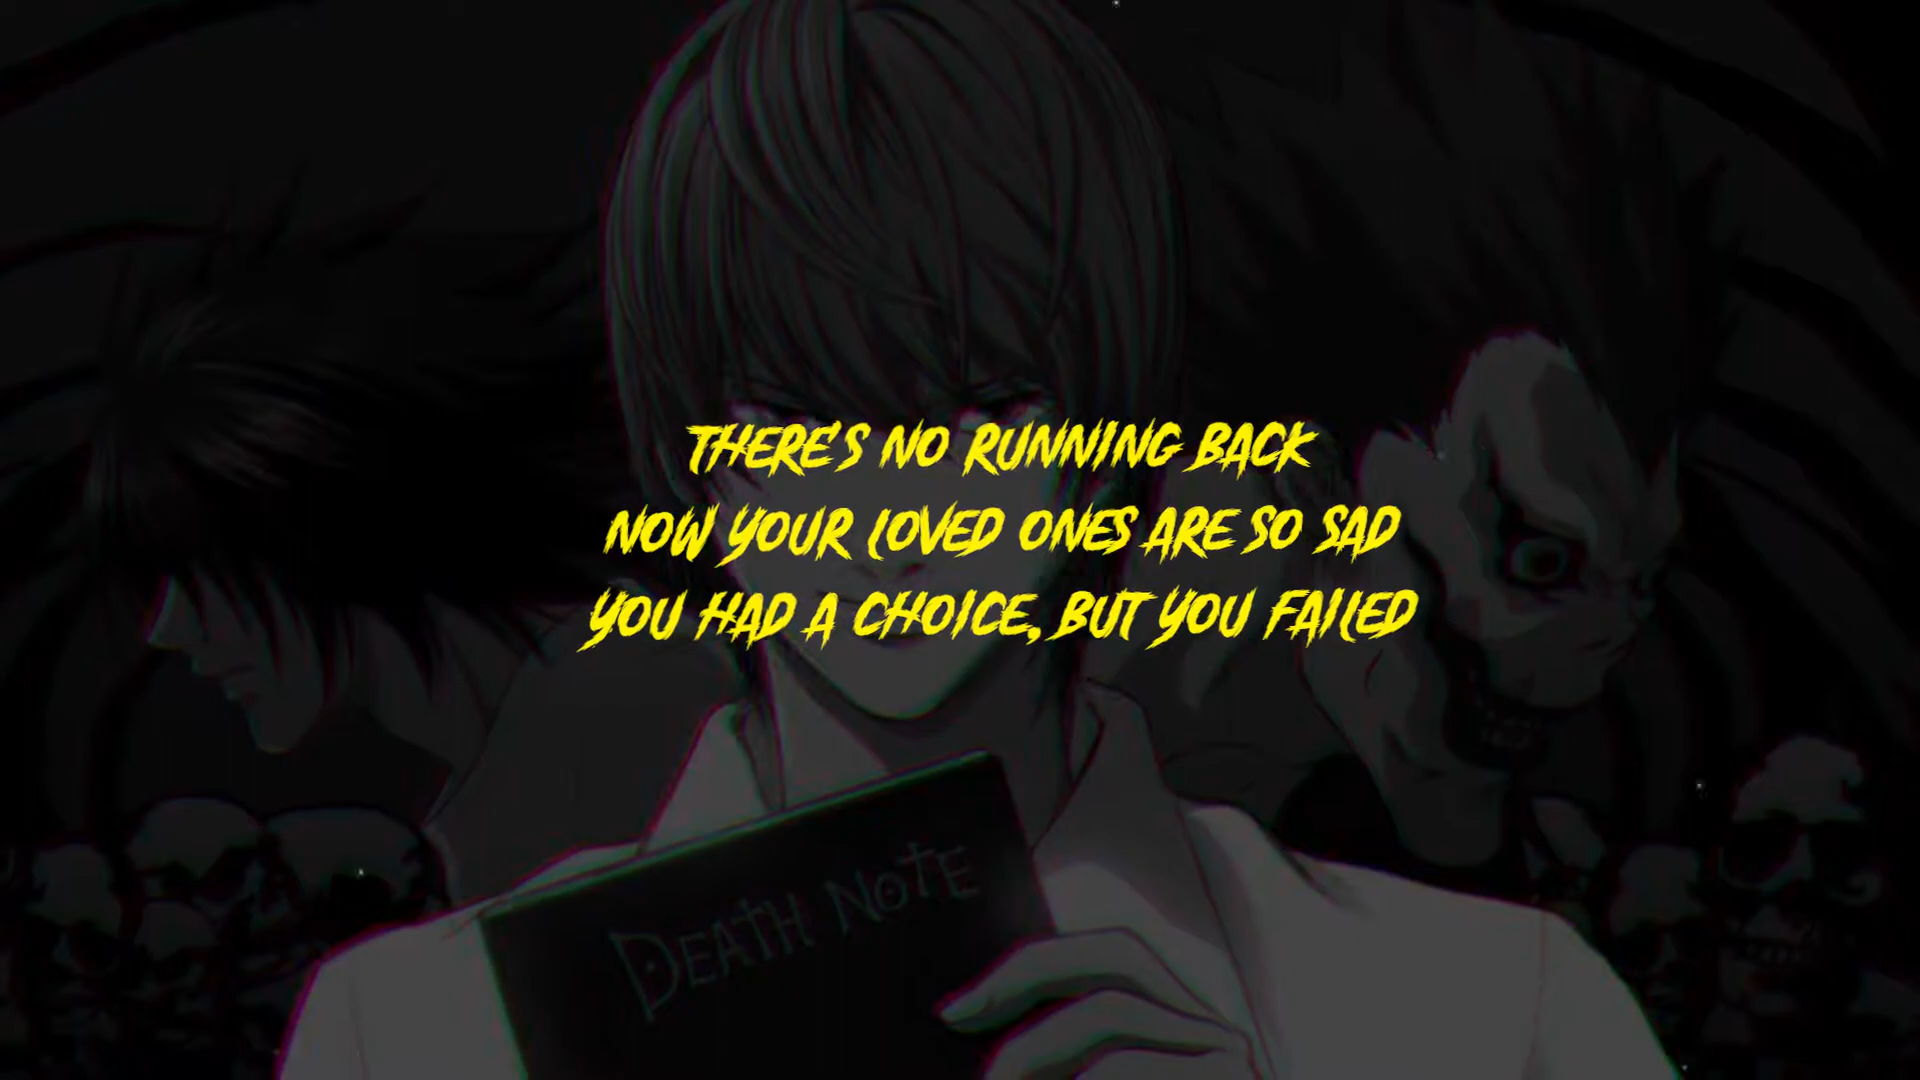 THERE'S NO RUNNING BACK
NOW YOUR LOVED ONES ARE SO SAD
YOU HAD A CHOICE, BUT YOU FAILED
DEATH NOTE